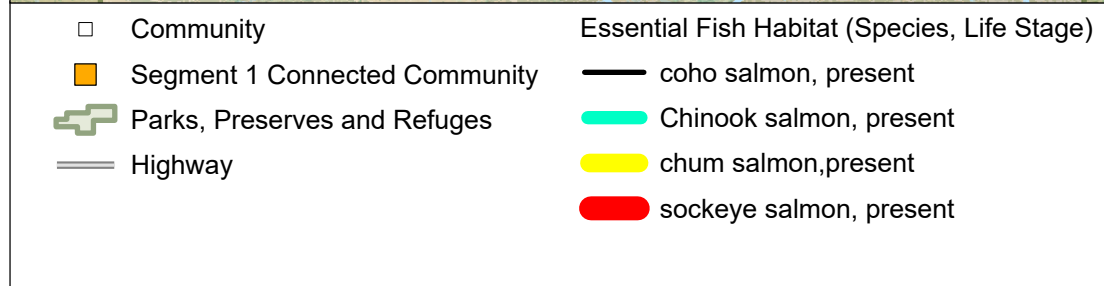 Community
Segment 1 Connected Community
Parks, Preserves and Refuges
Highway
Essential Fish Habitat (Species, Life Stage)
coho salmon, present
Chinook salmon, present
chum salmon,present
sockeye salmon, present